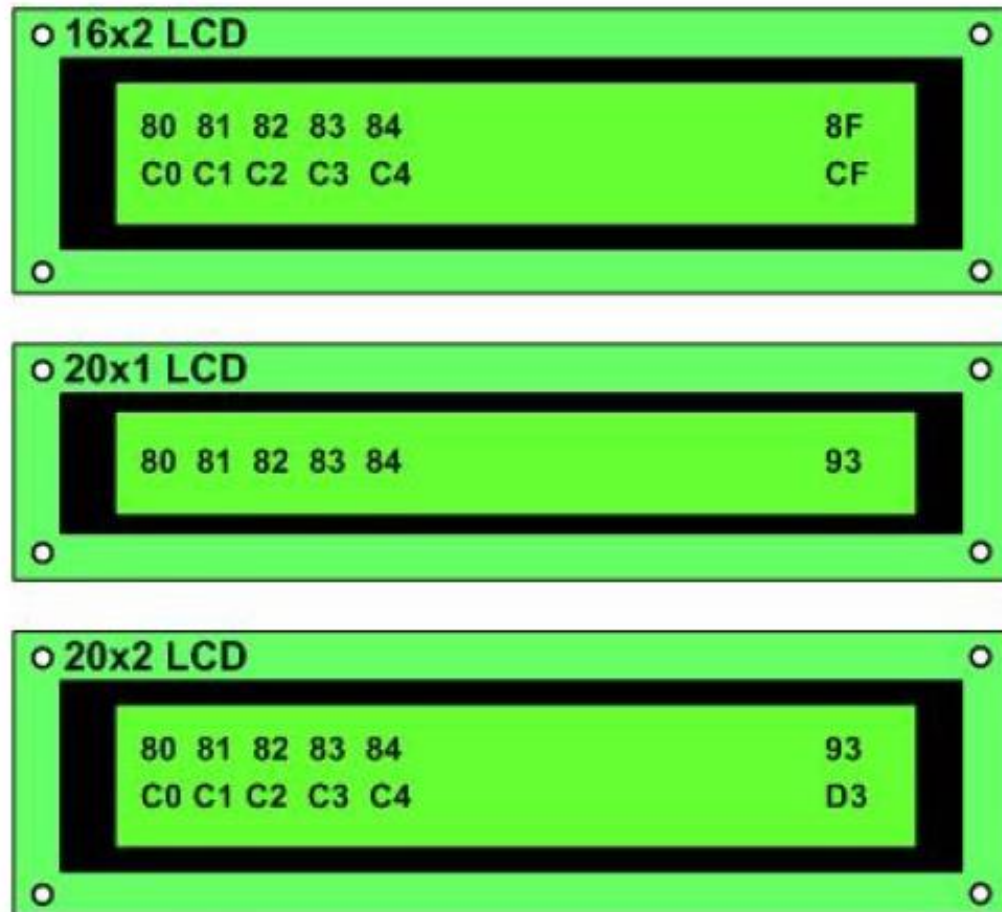 16x2 LCD
80 81 82 83 84 8F
C0 C1 C2 C3 C4 CF
20x1 LCD
80 81 82 83 84 93
20x2 LCD
80 81 82 83 84 93
C0 C1 C2 C3 C4 D3